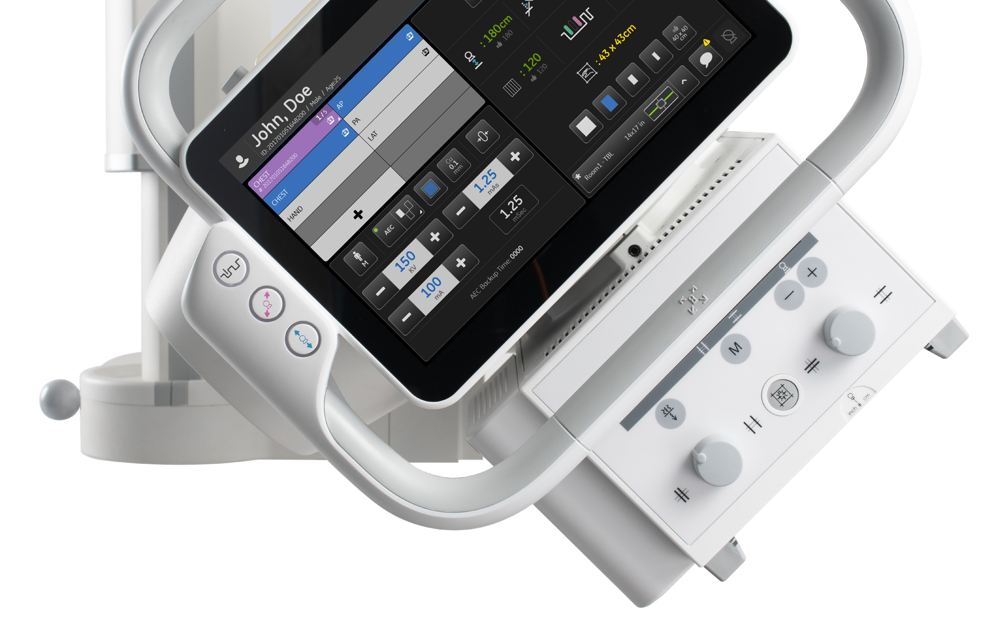 John, Doe
ID: 201701051648200 / Male / Age:25
CHEST
#: 201701051648200
1 / 5
CHEST
HAND
AP
PA
LAT
M
AEC
Cu
0.1
mm
150
KV
1.25
mAs
100
mA
1.25
mSec
AEC Backup Time: 0000
: 180cm
180
: 120
120
: 43 x 43cm
40 x 40
cm
Room1 - TBL
14x17 in
M
inch
cm